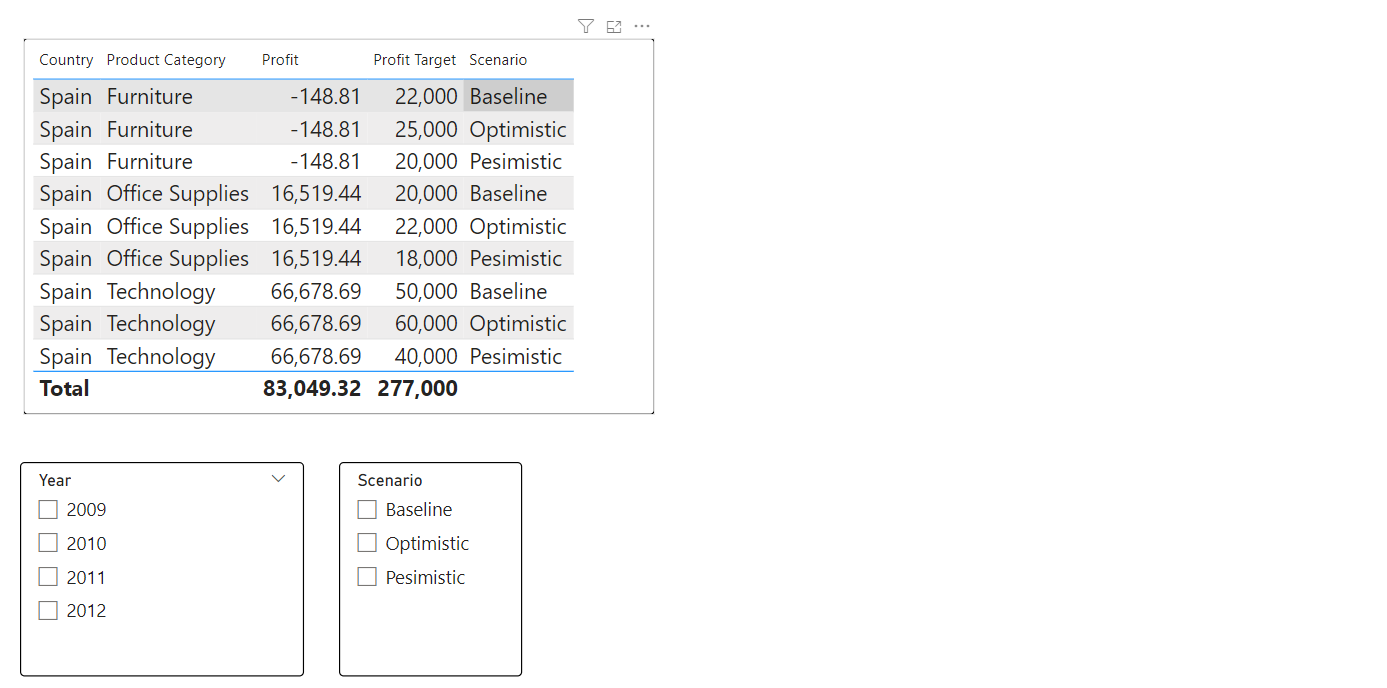 Country Product Category Profit Profit Target Scenario
Spain Furniture -148.81 22,000 Baseline
Spain Furniture -148.81 25,000 Optimistic
Spain Furniture -148.81 20,000 Pesimistic
Spain Office Supplies 16,519.44 20,000 Baseline
Spain Office Supplies 16,519.44 22,000 Optimistic
Spain Office Supplies 16,519.44 18,000 Pesimistic
Spain Technology 66,678.69 50,000 Baseline
Spain Technology 66,678.69 60,000 Optimistic
Spain Technology 66,678.69 40,000 Pesimistic
Total 83,049.32 277,000
Year
2009
2010
2011
2012
Scenario
Baseline
Optimistic
Pesimistic